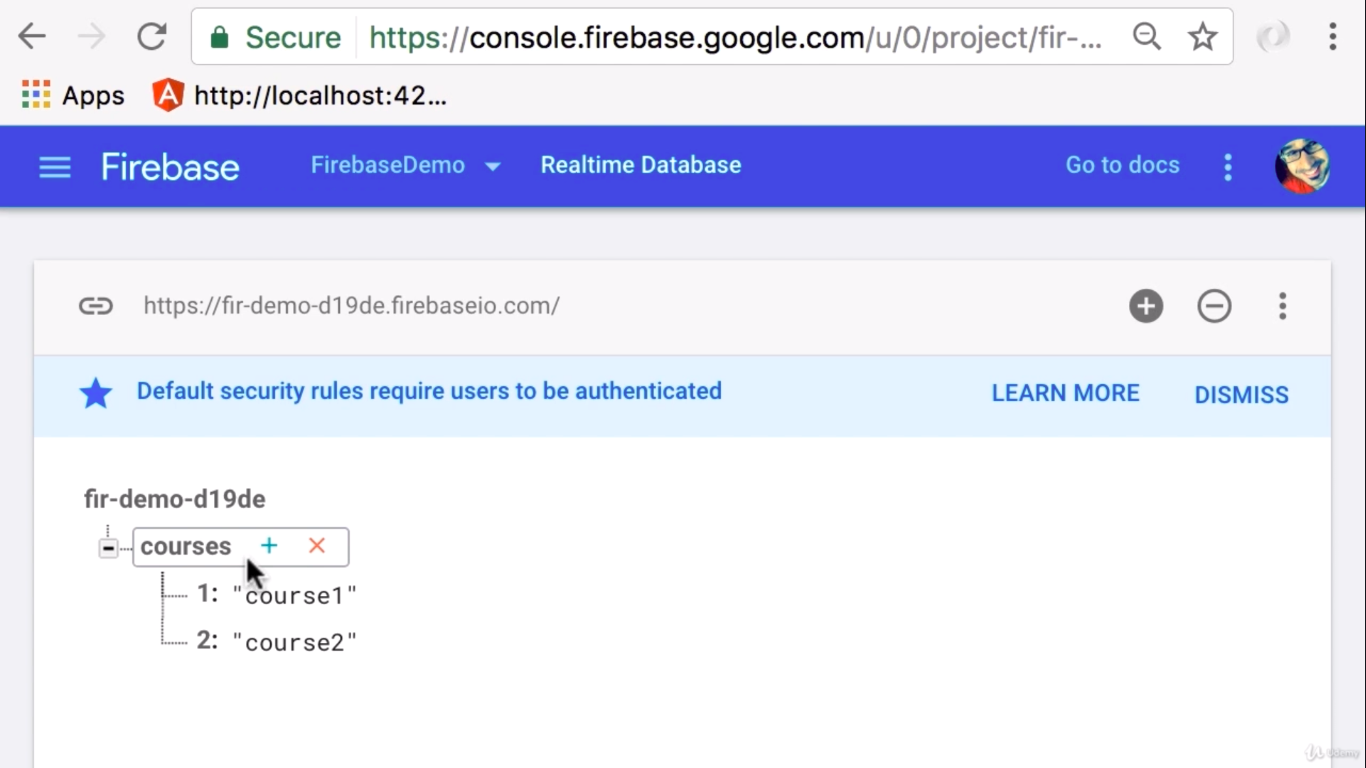 Secure https://console.firebase.google.com/u/0/project/fir-...
Apps http://localhost:42...
Firebase FirebaseDemo Realtime Database Go to docs
https://fir-demo-d19de.firebaseio.com/
Default security rules require users to be authenticated LEARN MORE DISMISS
fir-demo-d19de
courses
1: "course1"
2: "course2"
Udemy